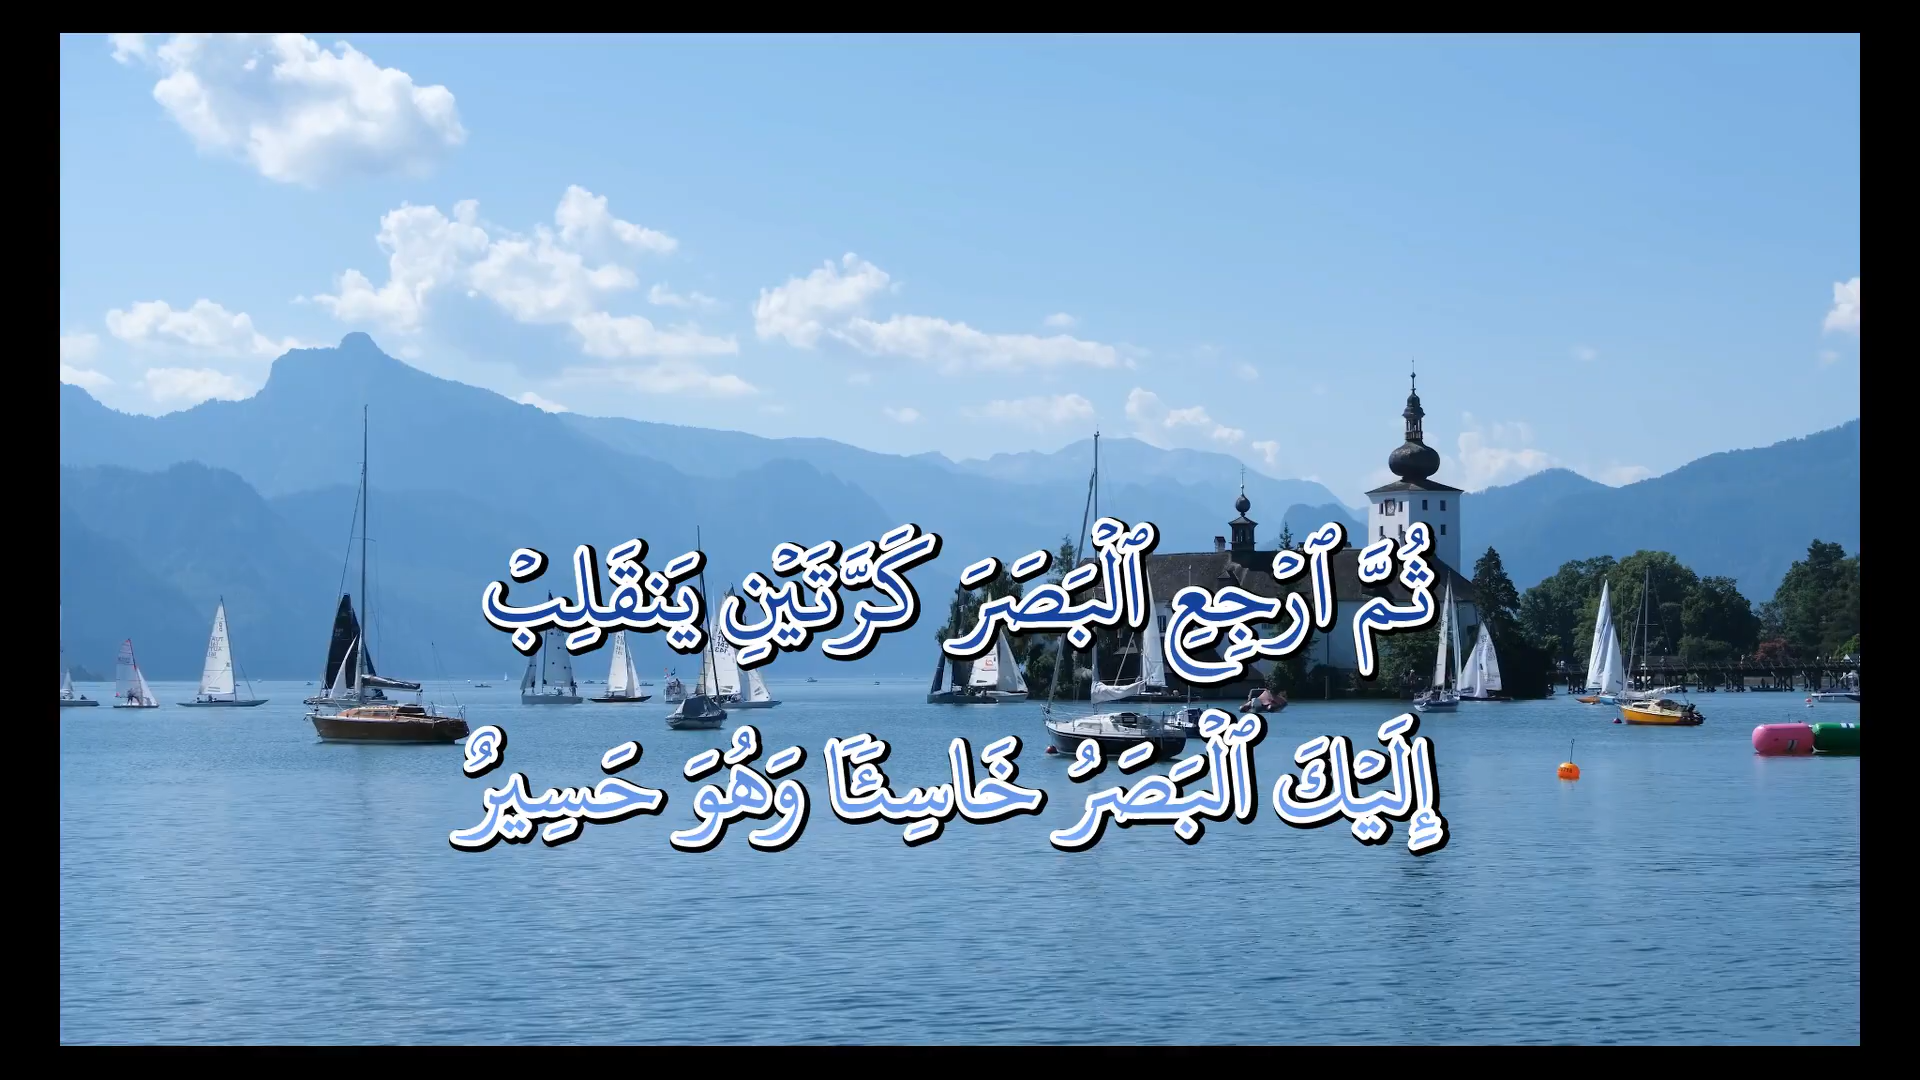 ثُمَّ ٱرْجِعِ ٱلْبَصَرَ كَرَّتَيْنِ يَنقَلِبْ
إِلَيْكَ ٱلْبَصَرُ خَاسِئًا وَهُوَ حَسِيرٌ